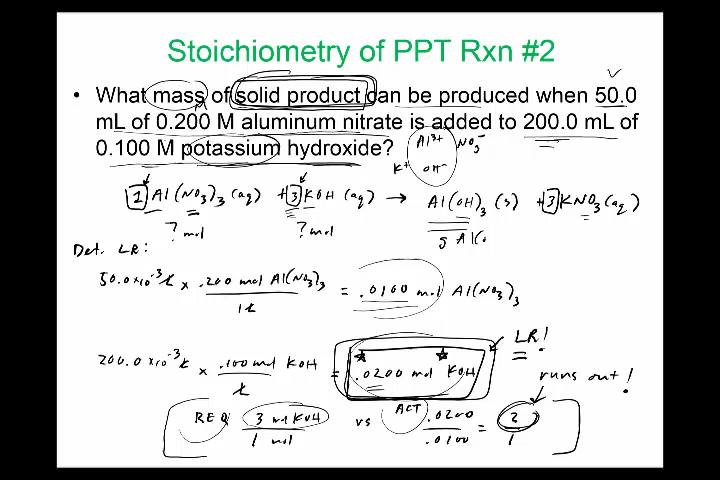 Stoichiometry of PPT Rxn #2
• What mass of solid product can be produced when 50.0
mL of 0.200 M aluminum nitrate is added to 200.0 mL of
0.100 M potassium hydroxide?
Al³⁺ NO₃⁻
K⁺ OH⁻
1 Al(NO₃)₃ (aq) + 3 KOH (aq) → Al(OH)₃ (s) + 3 KNO₃ (aq)
? mol ? mol g Al(
Det. LR:
50.0×10⁻³ L × .200 mol Al(NO₃)₃ / 1L = .0100 mol Al(NO₃)₃
LR!
200.0×10⁻³ L × .100 mol KOH / L = .0200 mol KOH
runs out!
REQ 3 mol KOH / 1 mol vs ACT .0200 / .0100 = 2 / 1